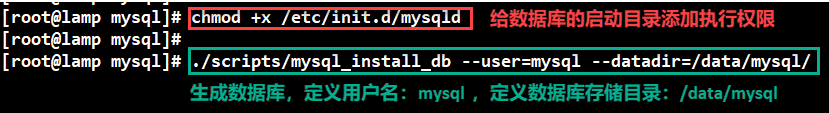 [root@lamp mysql]# chmod +x /etc/init.d/mysqld 给数据库的启动目录添加执行权限
[root@lamp mysql]#
[root@lamp mysql]# ./scripts/mysql_install_db --user=mysql --datadir=/data/mysql/
生成数据库，定义用户名：mysql ，定义数据库存储目录：/data/mysql